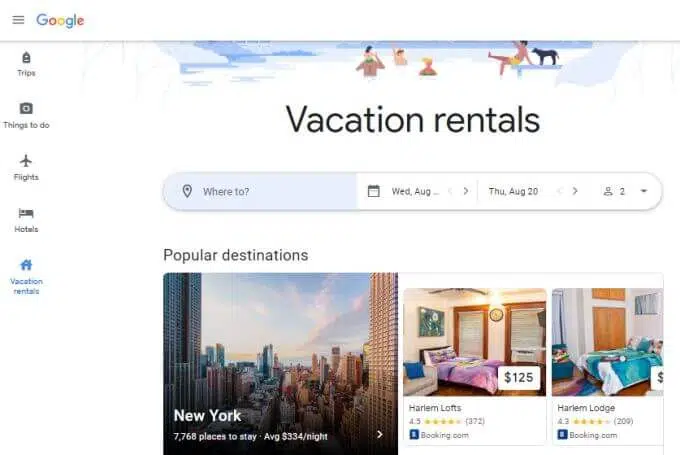 Google
Trips
Things to do
Flights
Hotels
Vacation
rentals
Vacation rentals
Where to?
Wed, Aug ...
Thu, Aug 20
2
Popular destinations
New York
7,768 places to stay · Avg $334/night
$125
Harlem Lofts
4.5 (372)
B Booking.com
$
Harlem Lodge
4.3 (209)
B Booking.com